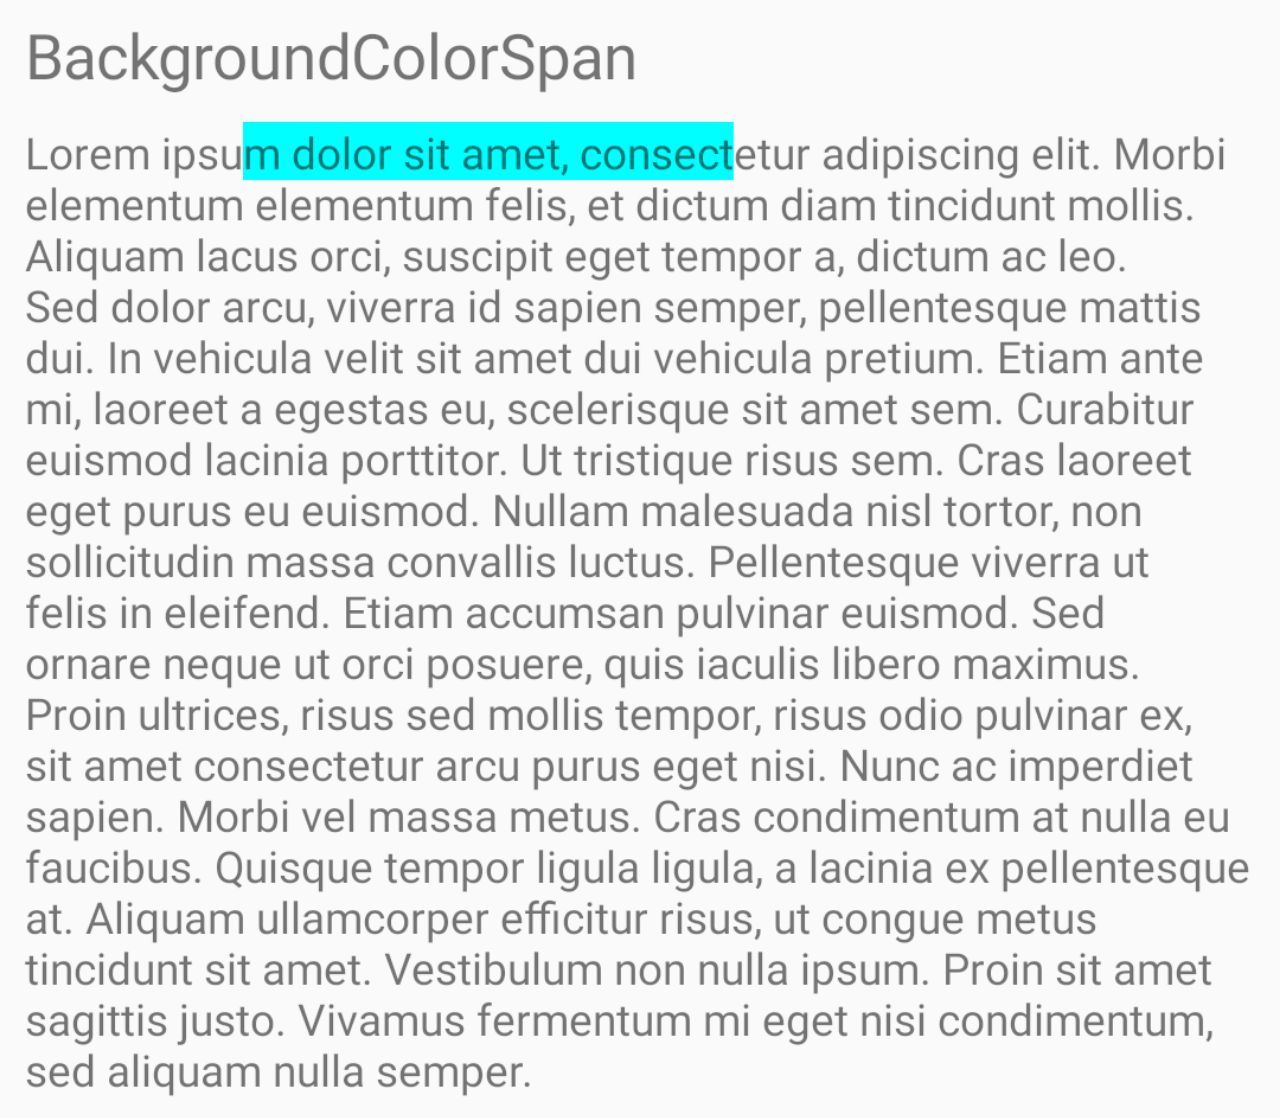 BackgroundColorSpan
Lorem ipsum dolor sit amet, consectetur adipiscing elit. Morbi
elementum elementum felis, et dictum diam tincidunt mollis.
Aliquam lacus orci, suscipit eget tempor a, dictum ac leo.
Sed dolor arcu, viverra id sapien semper, pellentesque mattis
dui. In vehicula velit sit amet dui vehicula pretium. Etiam ante
mi, laoreet a egestas eu, scelerisque sit amet sem. Curabitur
euismod lacinia porttitor. Ut tristique risus sem. Cras laoreet
eget purus eu euismod. Nullam malesuada nisl tortor, non
sollicitudin massa convallis luctus. Pellentesque viverra ut
felis in eleifend. Etiam accumsan pulvinar euismod. Sed
ornare neque ut orci posuere, quis iaculis libero maximus.
Proin ultrices, risus sed mollis tempor, risus odio pulvinar ex,
sit amet consectetur arcu purus eget nisi. Nunc ac imperdiet
sapien. Morbi vel massa metus. Cras condimentum at nulla eu
faucibus. Quisque tempor ligula ligula, a lacinia ex pellentesque
at. Aliquam ullamcorper efficitur risus, ut congue metus
tincidunt sit amet. Vestibulum non nulla ipsum. Proin sit amet
sagittis justo. Vivamus fermentum mi eget nisi condimentum,
sed aliquam nulla semper.